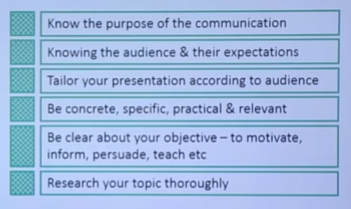 Know the purpose of the communication
Knowing the audience & their expectations
Tailor your presentation according to audience
Be concrete, specific, practical & relevant
Be clear about your objective – to motivate,
inform, persuade, teach etc
Research your topic thoroughly